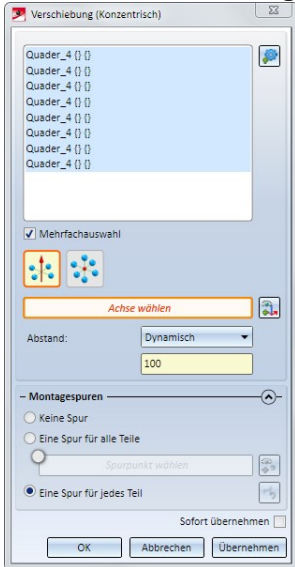 Verschiebung (Konzentrisch)
Quader_4 {} {}
Quader_4 {} {}
Quader_4 {} {}
Quader_4 {} {}
Quader_4 {} {}
Quader_4 {} {}
Quader_4 {} {}
Quader_4 {} {}
Mehrfachauswahl
Achse wählen
Abstand:
Dynamisch
100
Montagespuren
Keine Spur
Eine Spur für alle Teile
Spurpunkt wählen
Eine Spur für jedes Teil
Sofort übernehmen
OK
Abbrechen
Übernehmen